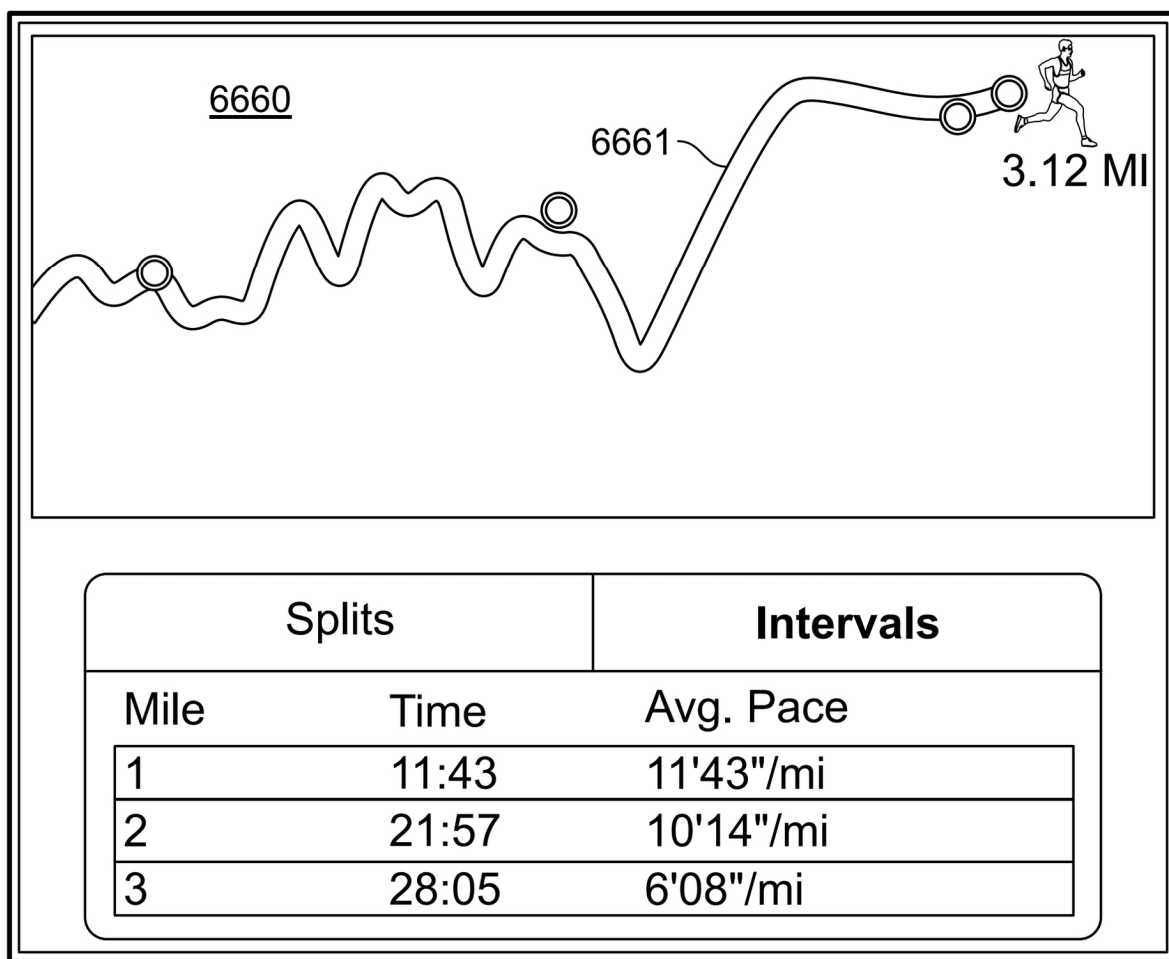 6660
6661
3.12 MI
Splits Intervals
Mile Time Avg. Pace
1 11:43 11'43"/mi
2 21:57 10'14"/mi
3 28:05 6'08"/mi